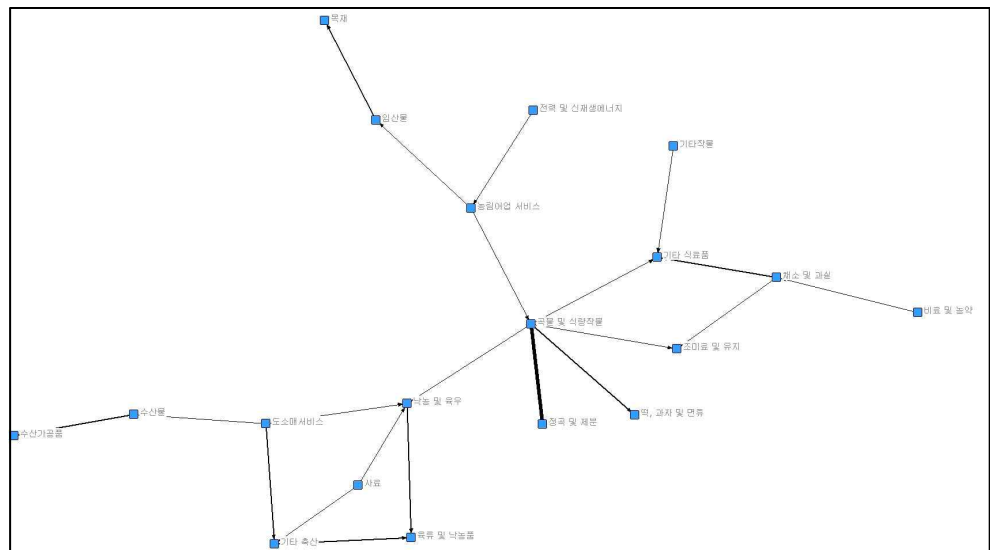 목재
전력 및 신재생에너지
임산물
기타작물
농림어업 서비스
기타 식료품
채소 및 과실
비료 및 농약
곡물 및 식량작물
조미료 및 유지
낙농 및 육우
수산물
떡, 과자 및 면류
도소매서비스
정곡 및 제분
수산가공품
사료
육류 및 낙농품
기타 축산